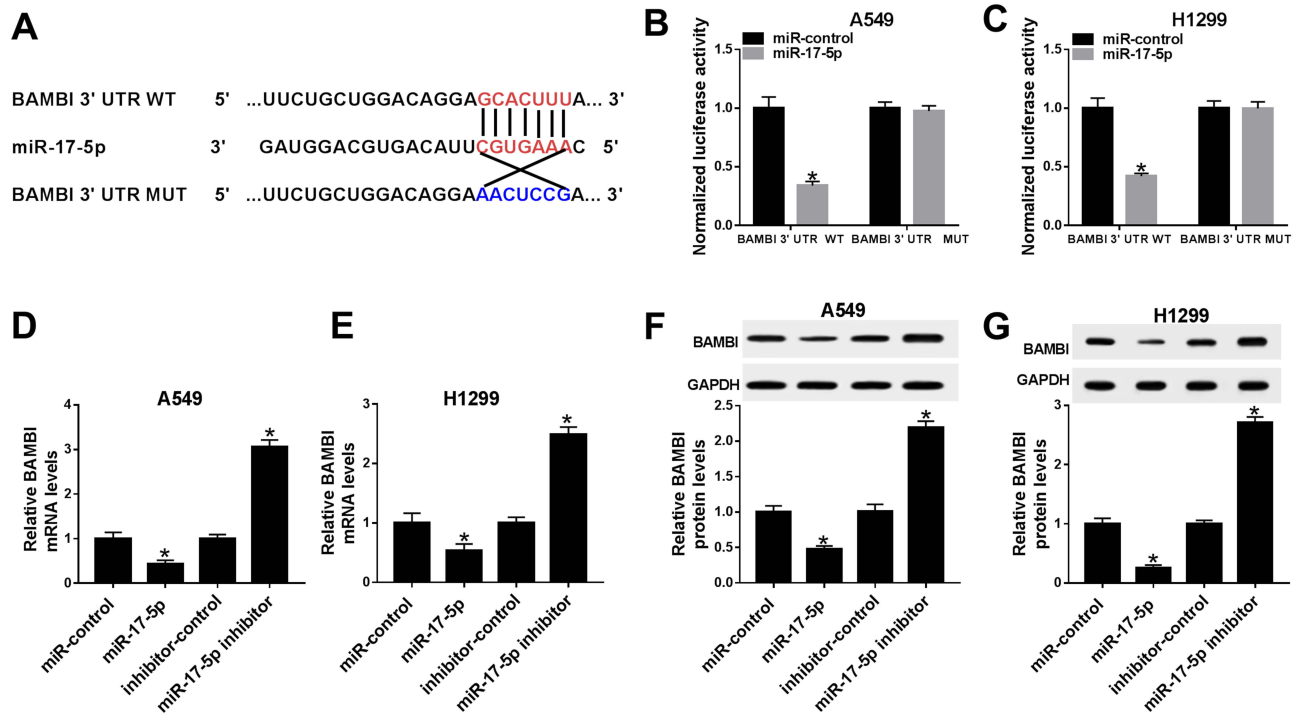 A
BAMBI 3' UTR WT 5' ...UUCUGCUGGACAGGAGCACUUUA... 3'
miR-17-5p 3' GAUGGACGUGACAUUCGUGAAAC 5'
BAMBI 3' UTR MUT 5' ...UUCUGCUGGACAGGAAACUCCGA... 3'
B
A549
miR-control
miR-17-5p
Normalized luciferase activity
1.5
1.0
0.5
0.0
*
BAMBI 3' UTR WT BAMBI 3' UTR MUT
C
H1299
miR-control
miR-17-5p
Normalized luciferase activity
1.5
1.0
0.5
0.0
*
BAMBI 3' UTR WT BAMBI 3' UTR MUT
D
A549
Relative BAMBI
mRNA levels
4
3
2
1
0
* *
miR-control
miR-17-5p
inhibitor-control
miR-17-5p inhibitor
E
H1299
Relative BAMBI
mRNA levels
3
2
1
0
* *
miR-control
miR-17-5p
inhibitor-control
miR-17-5p inhibitor
F
A549
BAMBI
GAPDH
Relative BAMBI
protein levels
2.5
2.0
1.5
1.0
0.5
0.0
* *
miR-control
miR-17-5p
inhibitor-control
miR-17-5p inhibitor
G
H1299
BAMBI
GAPDH
Relative BAMBI
protein levels
3
2
1
0
* *
miR-control
miR-17-5p
inhibitor-control
miR-17-5p inhibitor